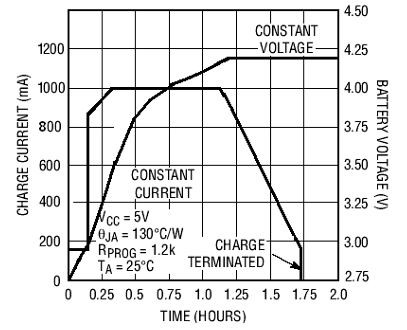 CONSTANT
VOLTAGE
CONSTANT
CURRENT
VCC = 5V
θJA = 130°C/W
RPROG = 1.2k
TA = 25°C
CHARGE
TERMINATED
CHARGE CURRENT (mA)
1200
1000
800
600
400
200
0
BATTERY VOLTAGE (V)
4.50
4.25
4.00
3.75
3.50
3.25
3.00
2.75
0 0.25 0.5 0.75 1.0 1.25 1.5 1.75 2.0
TIME (HOURS)